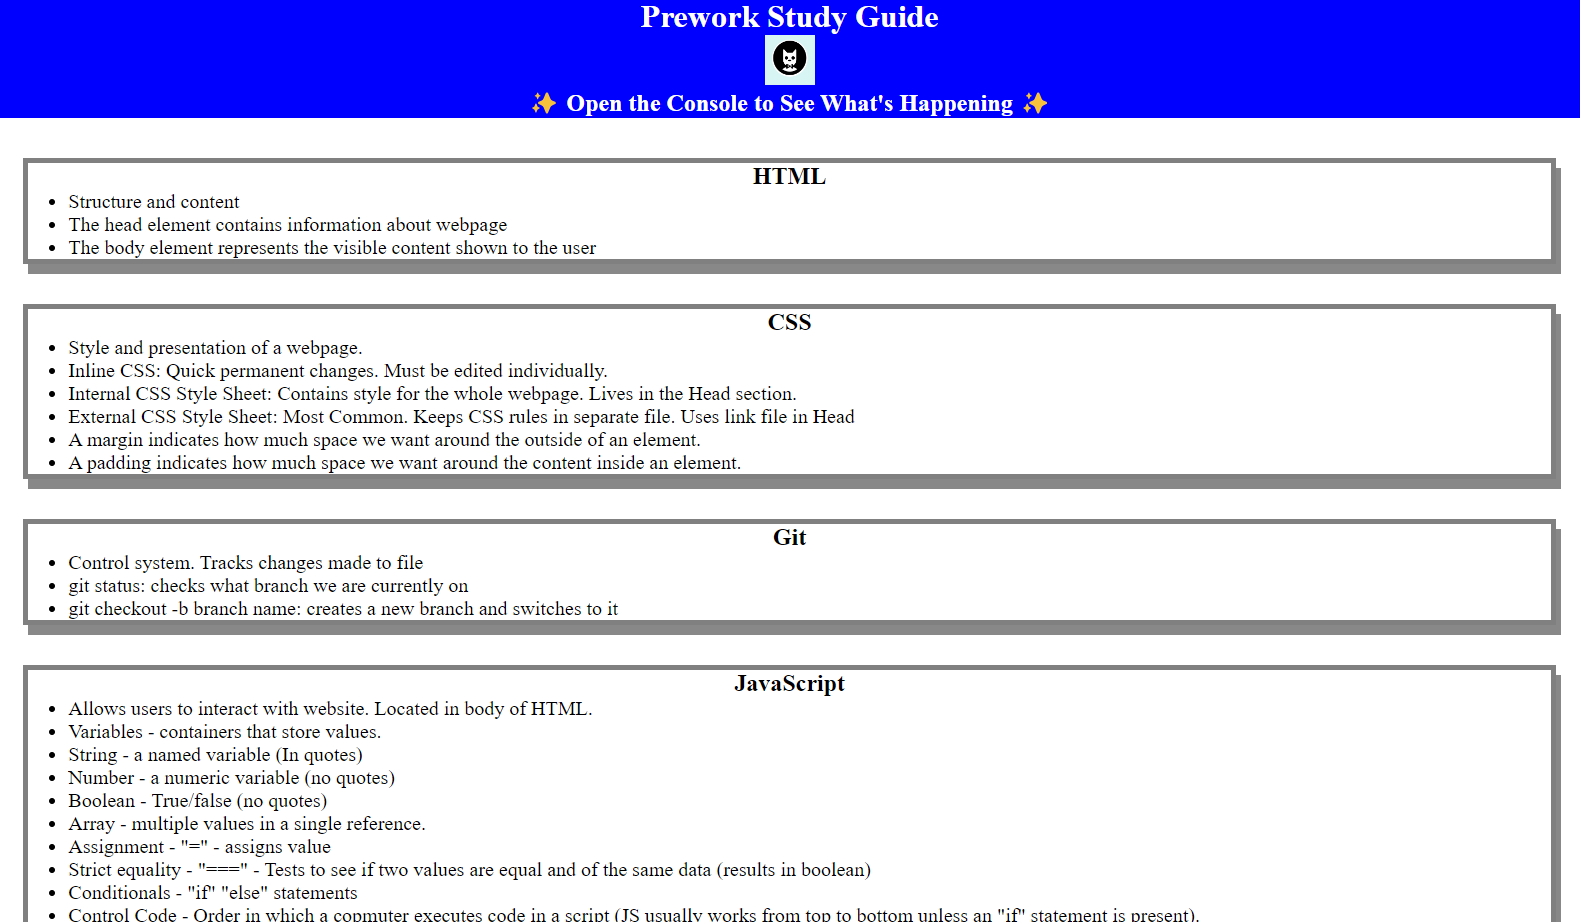 Prework Study Guide
✨ Open the Console to See What's Happening ✨
HTML
Structure and content
The head element contains information about webpage
The body element represents the visible content shown to the user
CSS
Style and presentation of a webpage.
Inline CSS: Quick permanent changes. Must be edited individually.
Internal CSS Style Sheet: Contains style for the whole webpage. Lives in the Head section.
External CSS Style Sheet: Most Common. Keeps CSS rules in separate file. Uses link file in Head
A margin indicates how much space we want around the outside of an element.
A padding indicates how much space we want around the content inside an element.
Git
Control system. Tracks changes made to file
git status: checks what branch we are currently on
git checkout -b branch name: creates a new branch and switches to it
JavaScript
Allows users to interact with website. Located in body of HTML.
Variables - containers that store values.
String - a named variable (In quotes)
Number - a numeric variable (no quotes)
Boolean - True/false (no quotes)
Array - multiple values in a single reference.
Assignment - "=" - assigns value
Strict equality - "===" - Tests to see if two values are equal and of the same data (results in boolean)
Conditionals - "if" "else" statements
Control Code - Order in which a copmuter executes code in a script (JS usually works from top to bottom unless an "if" statement is present).